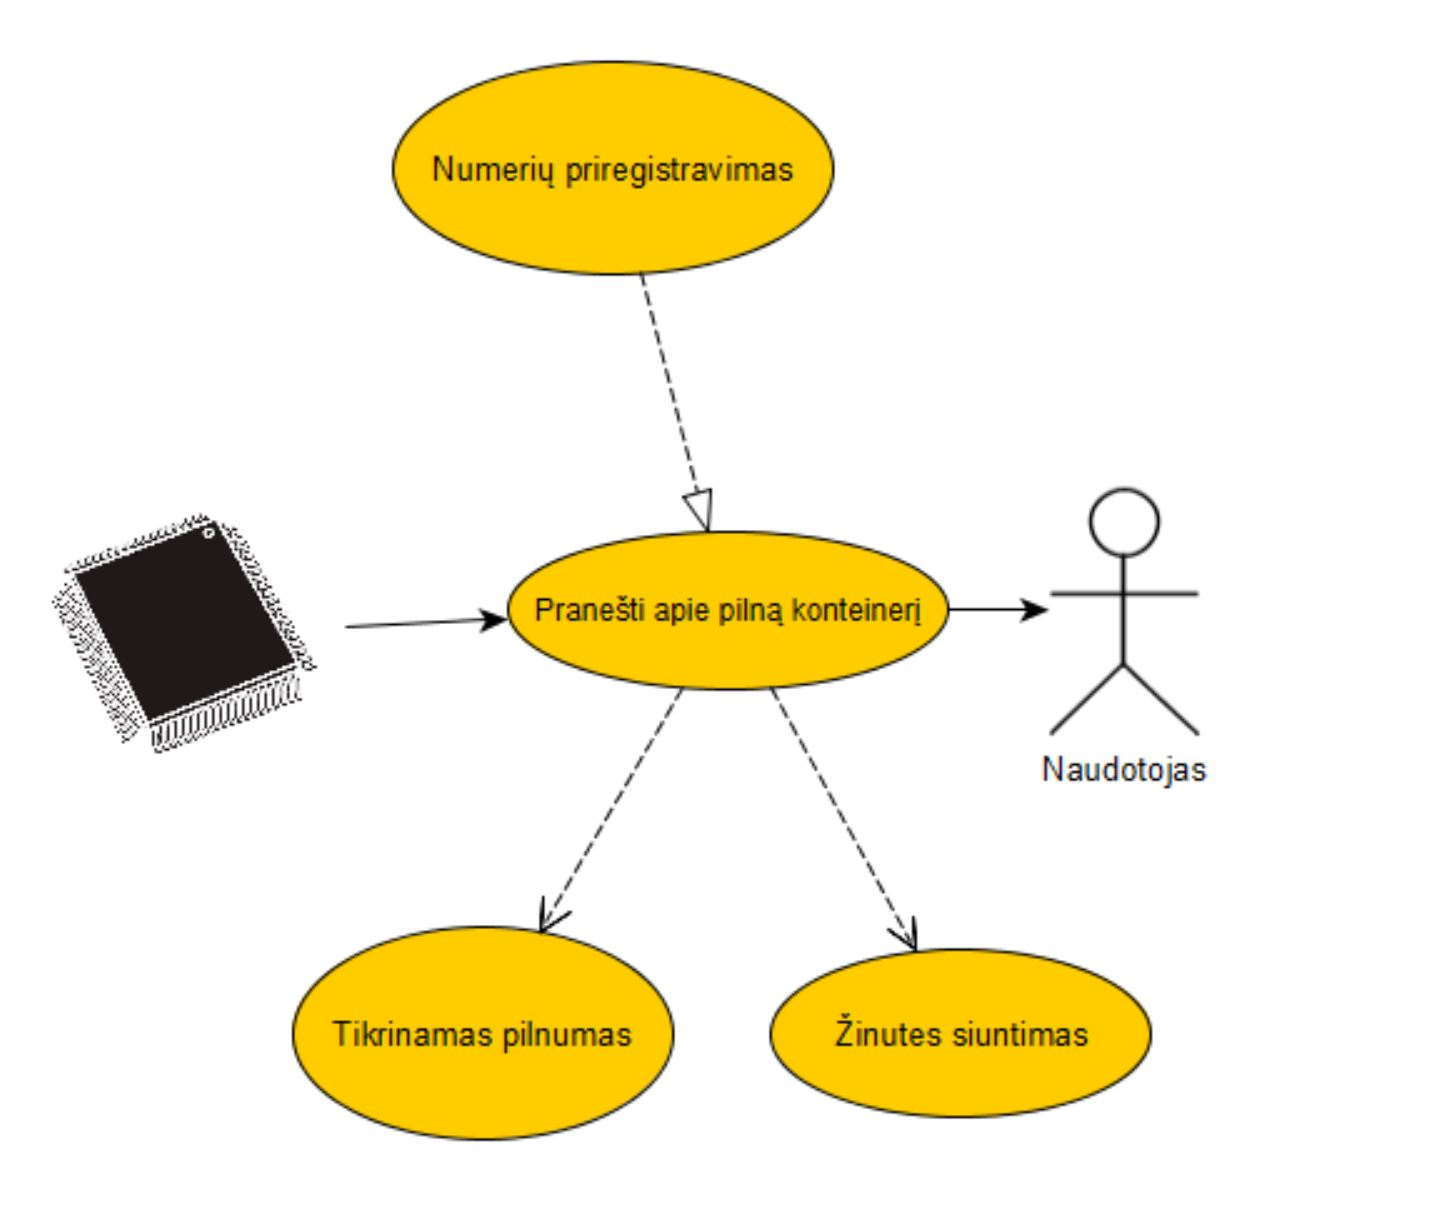 Numerių priregistravimas
Pranešti apie pilną konteinerį
Naudotojas
Tikrinamas pilnumas
Žinutes siuntimas